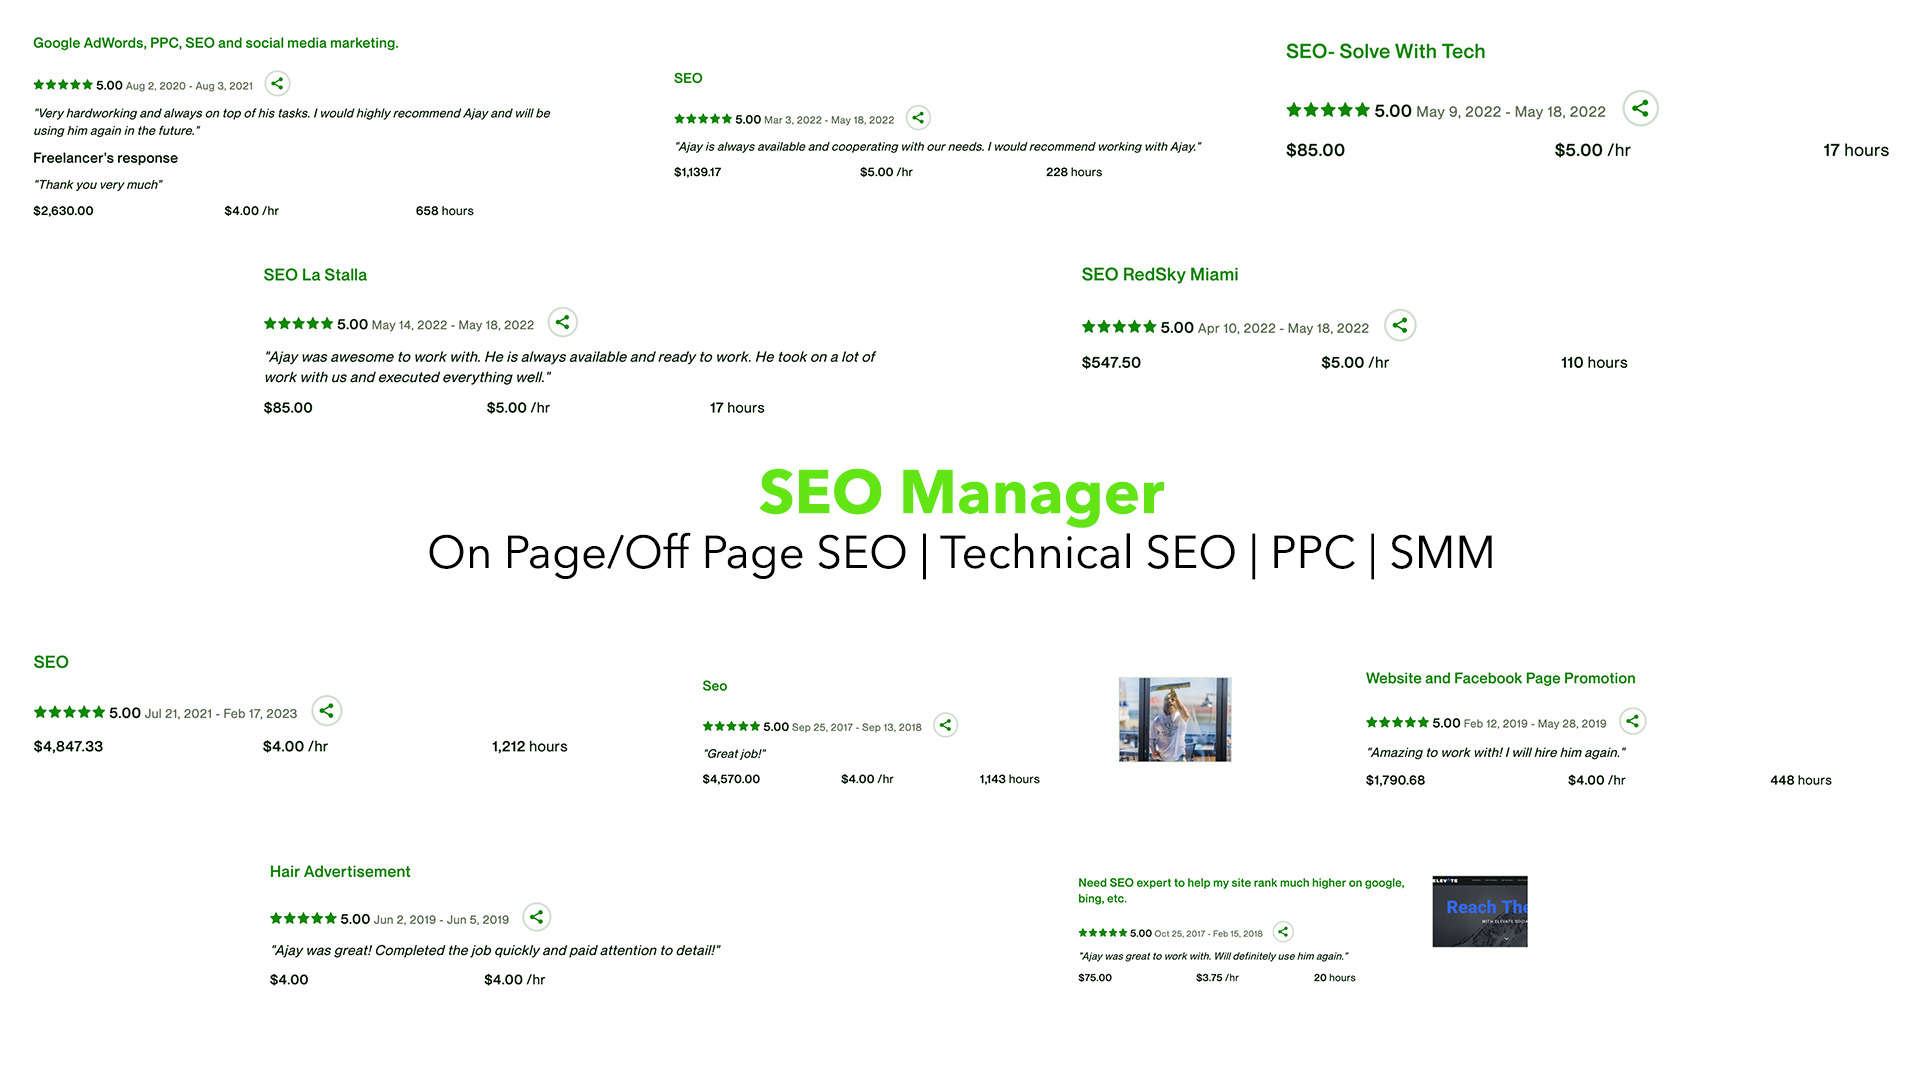 Google AdWords, PPC, SEO and social media marketing.
5.00 Aug 2, 2020 - Aug 3, 2021
"Very hardworking and always on top of his tasks. I would highly recommend Ajay and will be
using him again in the future."
Freelancer's response
"Thank you very much"
$2,630.00 $4.00 /hr 658 hours
SEO
5.00 Mar 3, 2022 - May 18, 2022
"Ajay is always available and cooperating with our needs. I would recommend working with Ajay."
$1,139.17 $5.00 /hr 228 hours
SEO- Solve With Tech
5.00 May 9, 2022 - May 18, 2022
$85.00 $5.00 /hr 17 hours
SEO La Stalla
5.00 May 14, 2022 - May 18, 2022
"Ajay was awesome to work with. He is always available and ready to work. He took on a lot of
work with us and executed everything well."
$85.00 $5.00 /hr 17 hours
SEO RedSky Miami
5.00 Apr 10, 2022 - May 18, 2022
$547.50 $5.00 /hr 110 hours
SEO Manager
On Page/Off Page SEO | Technical SEO | PPC | SMM
SEO
5.00 Jul 21, 2021 - Feb 17, 2023
$4,847.33 $4.00 /hr 1,212 hours
Seo
5.00 Sep 25, 2017 - Sep 13, 2018
"Great job!"
$4,570.00 $4.00 /hr 1,143 hours
Website and Facebook Page Promotion
5.00 Feb 12, 2019 - May 28, 2019
"Amazing to work with! I will hire him again."
$1,790.68 $4.00 /hr 448 hours
Hair Advertisement
5.00 Jun 2, 2019 - Jun 5, 2019
"Ajay was great! Completed the job quickly and paid attention to detail!"
$4.00 $4.00 /hr
Need SEO expert to help my site rank much higher on google,
bing, etc.
5.00 Oct 25, 2017 - Feb 15, 2018
"Ajay was great to work with. Will definitely use him again."
$75.00 $3.75 /hr 20 hours
ELEVATE
Reach The
WITH ELEVATE